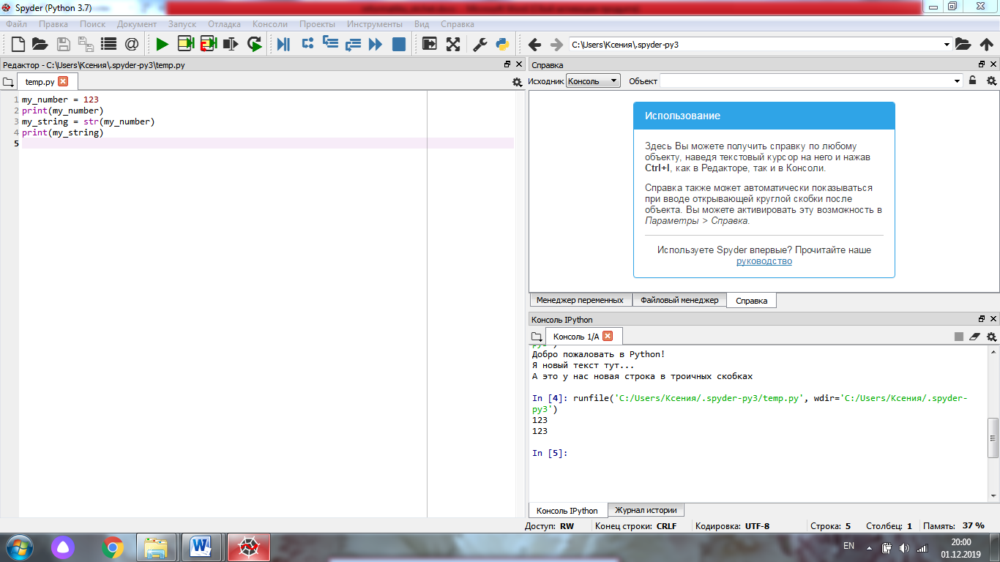 Spyder (Python 3.7)
Файл Правка Поиск Документ Запуск Отладка Консоли Проекты Инструменты Вид Справка
C:\Users\Ксения\.spyder-py3
Редактор - C:\Users\Ксения\.spyder-py3\temp.py
temp.py
1 my_number = 123
2 print(my_number)
3 my_string = str(my_number)
4 print(my_string)
5
Справка
Исходник Консоль Объект
Использование
Здесь Вы можете получить справку по любому
объекту, наведя текстовый курсор на него и нажав
Ctrl+I, как в Редакторе, так и в Консоли.
Справка также может автоматически показываться
при вводе открывающей круглой скобки после
объекта. Вы можете активировать эту возможность в
Параметры > Справка.
Используете Spyder впервые? Прочитайте наше
руководство
Менеджер переменных Файловый менеджер Справка
Консоль IPython
Консоль 1/A
Добро пожаловать в Python!
Я новый текст тут...
А это у нас новая строка в троичных скобках
In [4]: runfile('C:/Users/Ксения/.spyder-py3/temp.py', wdir='C:/Users/Ксения/.spyder-
py3')
123
123
In [5]:
Консоль IPython Журнал истории
Доступ: RW Конец строки: CRLF Кодировка: UTF-8 Строка: 5 Столбец: 1 Память: 37 %
EN
20:00
01.12.2019